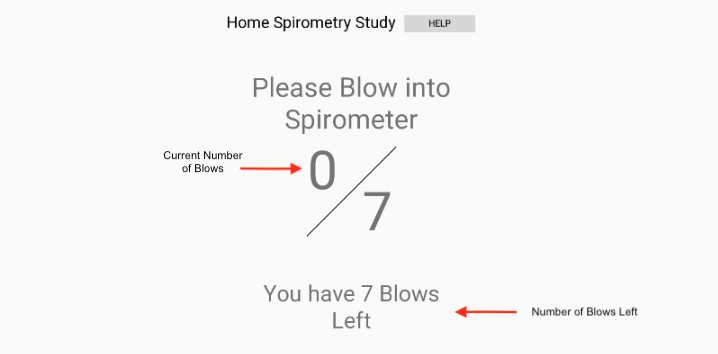 Home Spirometry Study HELP
Please Blow into
Spirometer
Current Number
of Blows
0
7
You have 7 Blows
Left
Number of Blows Left